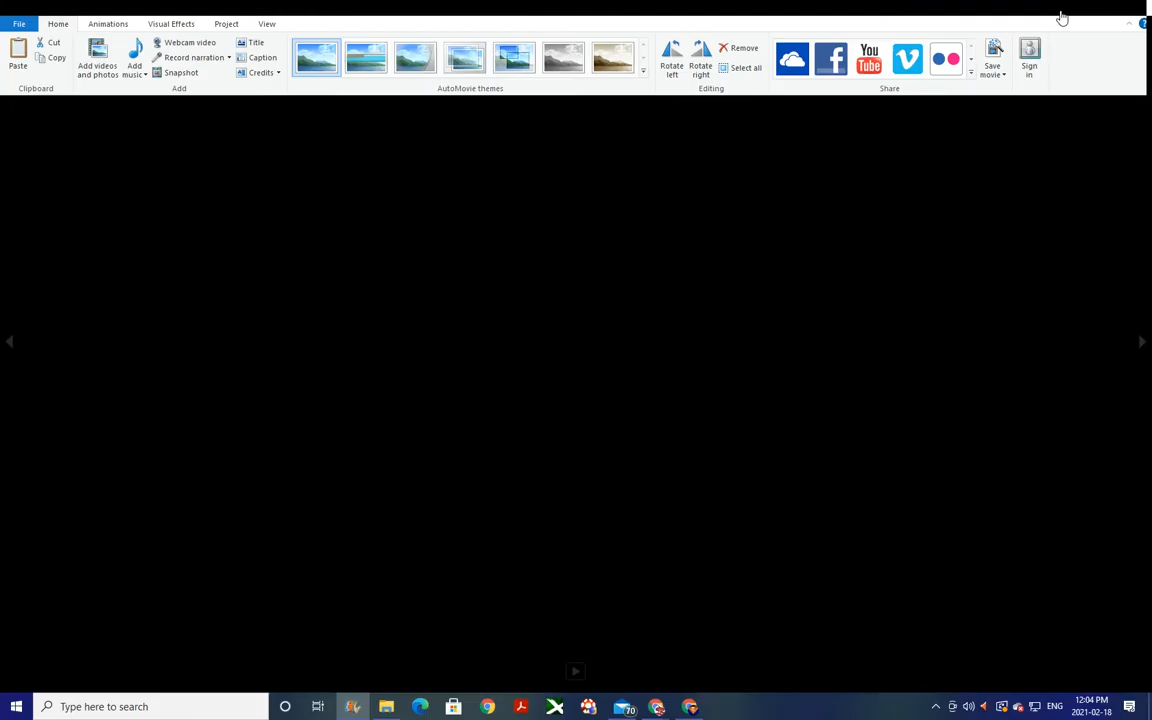 File Home Animations Visual Effects Project View
Paste
Cut
Copy
Clipboard
Add videos
and photos
Add
music
Webcam video
Record narration
Snapshot
Title
Caption
Credits
Add
AutoMovie themes
Rotate
left
Rotate
right
Remove
Select all
Editing
f
You
Tube
v
Share
Save
movie
Sign
in
Type here to search
70
ENG
12:04 PM
2021-02-18